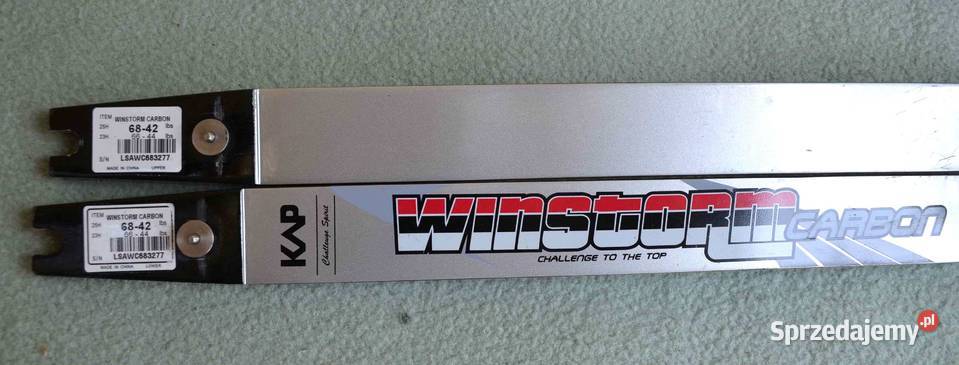 ITEM WINSTORM CARBON
25H 68-42 lbs
23H 66-44 lbs
S/N LSAWC683277
MADE IN CHINA UPPER
ITEM WINSTORM CARBON
25H 68-42 lbs
23H 66-44 lbs
S/N LSAWC683277
MADE IN CHINA LOWER
KAP
Challenge Spirit
WINSTORM CARBON
CHALLENGE TO THE TOP
Sprzedajemy.pl